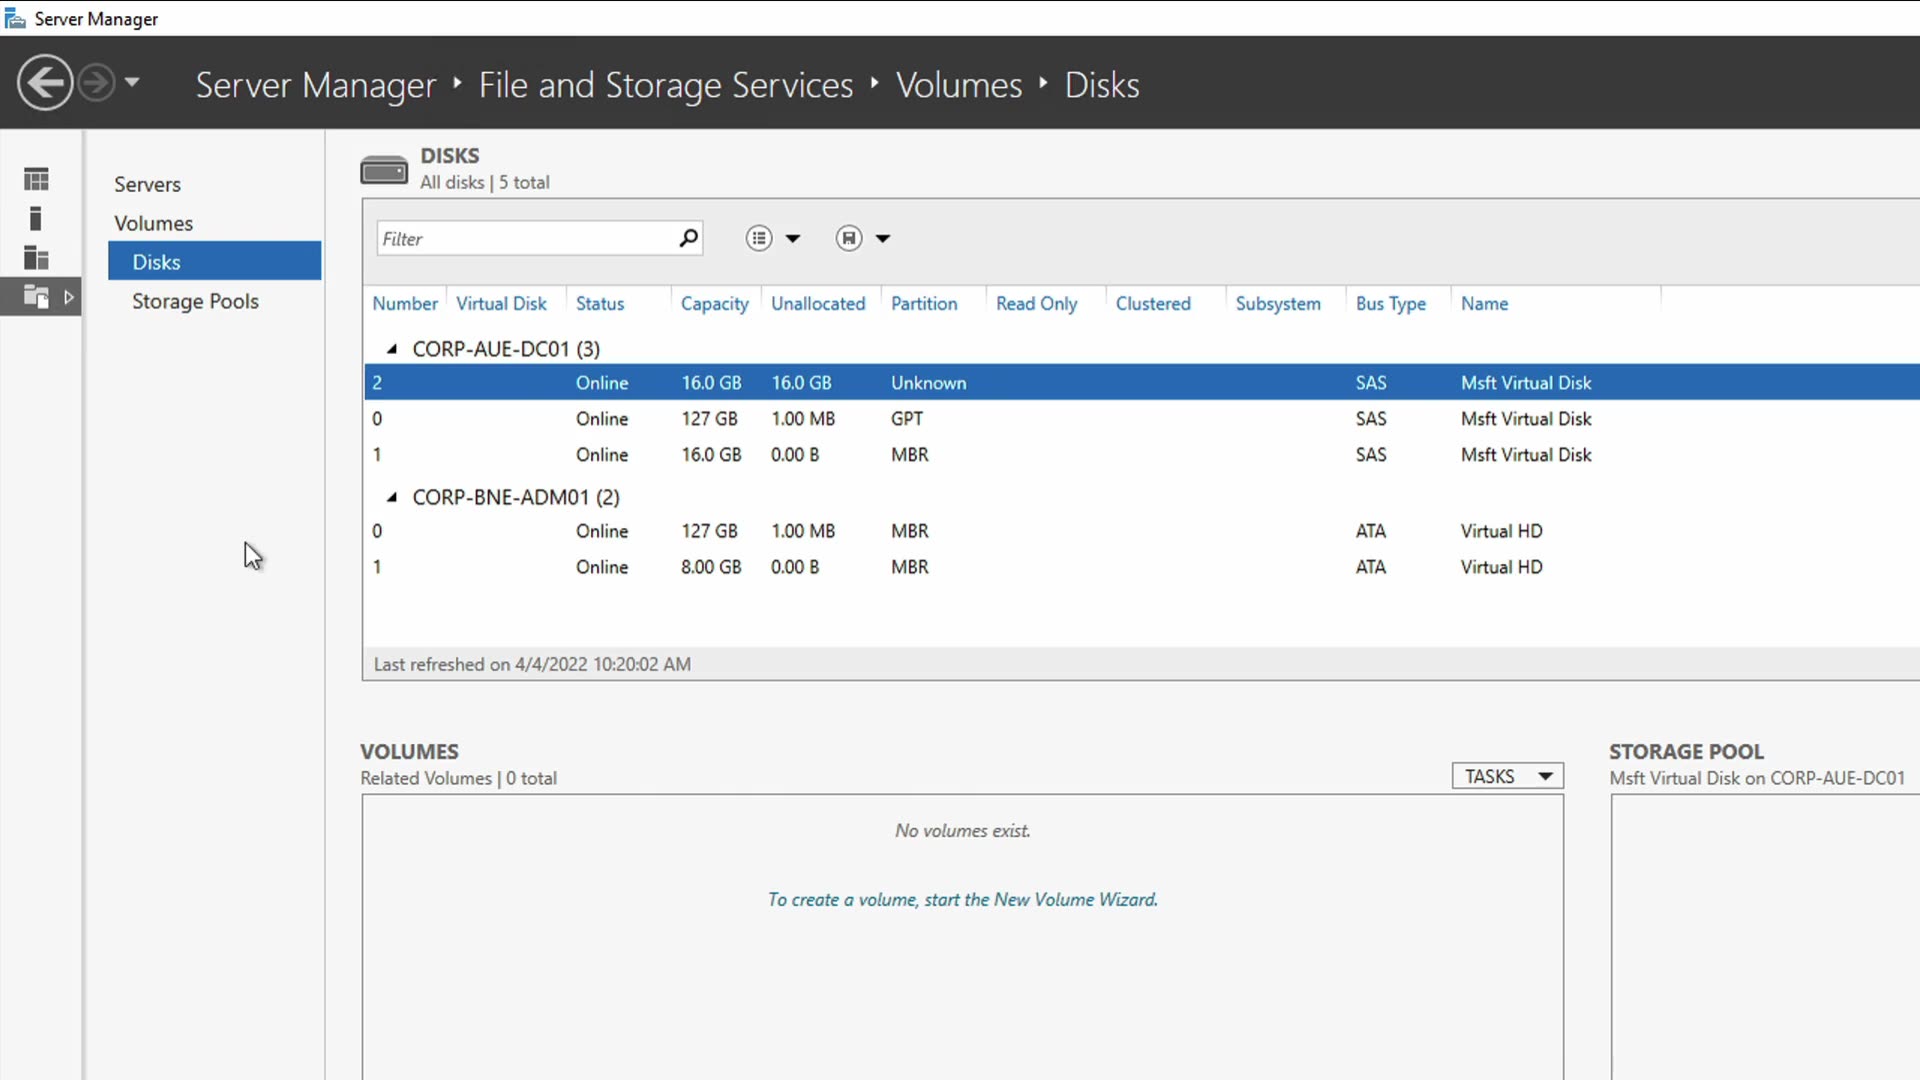 Server Manager
Server Manager ‣ File and Storage Services ‣ Volumes ‣ Disks
Servers
Volumes
Disks
Storage Pools
DISKS
All disks | 5 total
Filter
Number Virtual Disk Status Capacity Unallocated Partition Read Only Clustered Subsystem Bus Type Name
CORP-AUE-DC01 (3)
2 Online 16.0 GB 16.0 GB Unknown SAS Msft Virtual Disk
0 Online 127 GB 1.00 MB GPT SAS Msft Virtual Disk
1 Online 16.0 GB 0.00 B MBR SAS Msft Virtual Disk
CORP-BNE-ADM01 (2)
0 Online 127 GB 1.00 MB MBR ATA Virtual HD
1 Online 8.00 GB 0.00 B MBR ATA Virtual HD
Last refreshed on 4/4/2022 10:20:02 AM
VOLUMES
Related Volumes | 0 total
TASKS
No volumes exist.
To create a volume, start the New Volume Wizard.
STORAGE POOL
Msft Virtual Disk on CORP-AUE-DC01